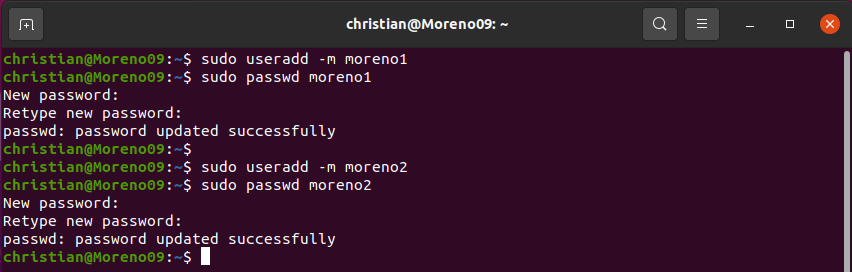 christian@Moreno09: ~
christian@Moreno09:~$ sudo useradd -m moreno1
christian@Moreno09:~$ sudo passwd moreno1
New password:
Retype new password:
passwd: password updated successfully
christian@Moreno09:~$
christian@Moreno09:~$ sudo useradd -m moreno2
christian@Moreno09:~$ sudo passwd moreno2
New password:
Retype new password:
passwd: password updated successfully
christian@Moreno09:~$